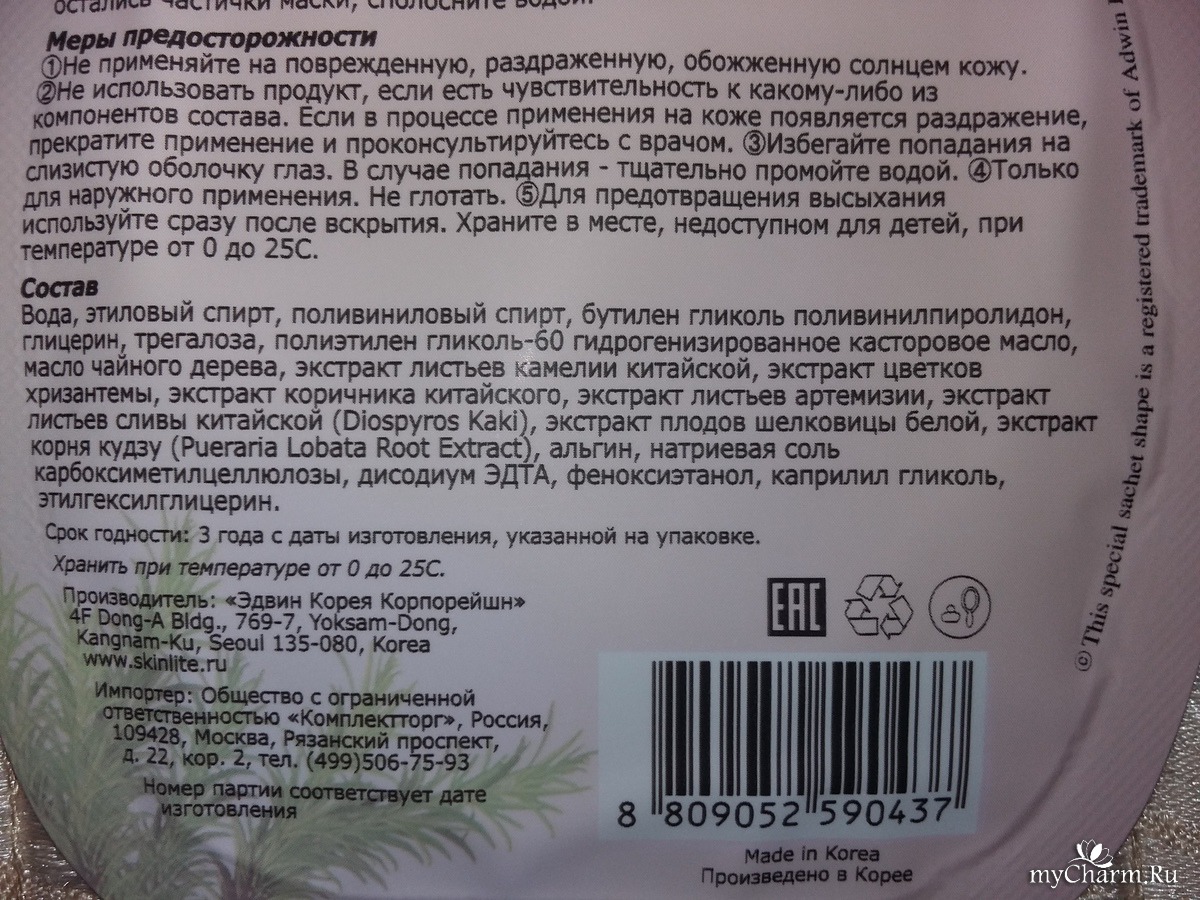 остались частички маски, сполосните водой.
Меры предосторожности
①Не применяйте на поврежденную, раздраженную, обожженную солнцем кожу.
②Не использовать продукт, если есть чувствительность к какому-либо из
компонентов состава. Если в процессе применения на коже появляется раздражение,
прекратите применение и проконсультируйтесь с врачом. ③Избегайте попадания на
слизистую оболочку глаз. В случае попадания - тщательно промойте водой. ④Только
для наружного применения. Не глотать. ⑤Для предотвращения высыхания
используйте сразу после вскрытия. Храните в месте, недоступном для детей, при
температуре от 0 до 25С.
Состав
Вода, этиловый спирт, поливиниловый спирт, бутилен гликоль поливинилпиролидон,
глицерин, трегалоза, полиэтилен гликоль-60 гидрогенизированное касторовое масло,
масло чайного дерева, экстракт листьев камелии китайской, экстракт цветков
хризантемы, экстракт коричника китайского, экстракт листьев артемизии, экстракт
листьев сливы китайской (Diospyros Kaki), экстракт плодов шелковицы белой, экстракт
корня кудзу (Pueraria Lobata Root Extract), альгин, натриевая соль
карбоксиметилцеллюлозы, дисодиум ЭДТА, феноксиэтанол, каприлил гликоль,
этилгексилглицерин.
Срок годности: 3 года с даты изготовления, указанной на упаковке.
Хранить при температуре от 0 до 25С.
Производитель: «Эдвин Корея Корпорейшн»
4F Dong-A Bldg., 769-7, Yoksam-Dong,
Kangnam-Ku, Seoul 135-080, Korea
www.skinlite.ru
Импортер: Общество с ограниченной
ответственностью «Комплектторг», Россия,
109428, Москва, Рязанский проспект,
д. 22, кор. 2, тел. (499)506-75-93
Номер партии соответствует дате
изготовления
EAC
8 809052 590437
Made in Korea
Произведено в Корее
© This special sachet shape is a registered trademark of Adwin
myCharm.Ru